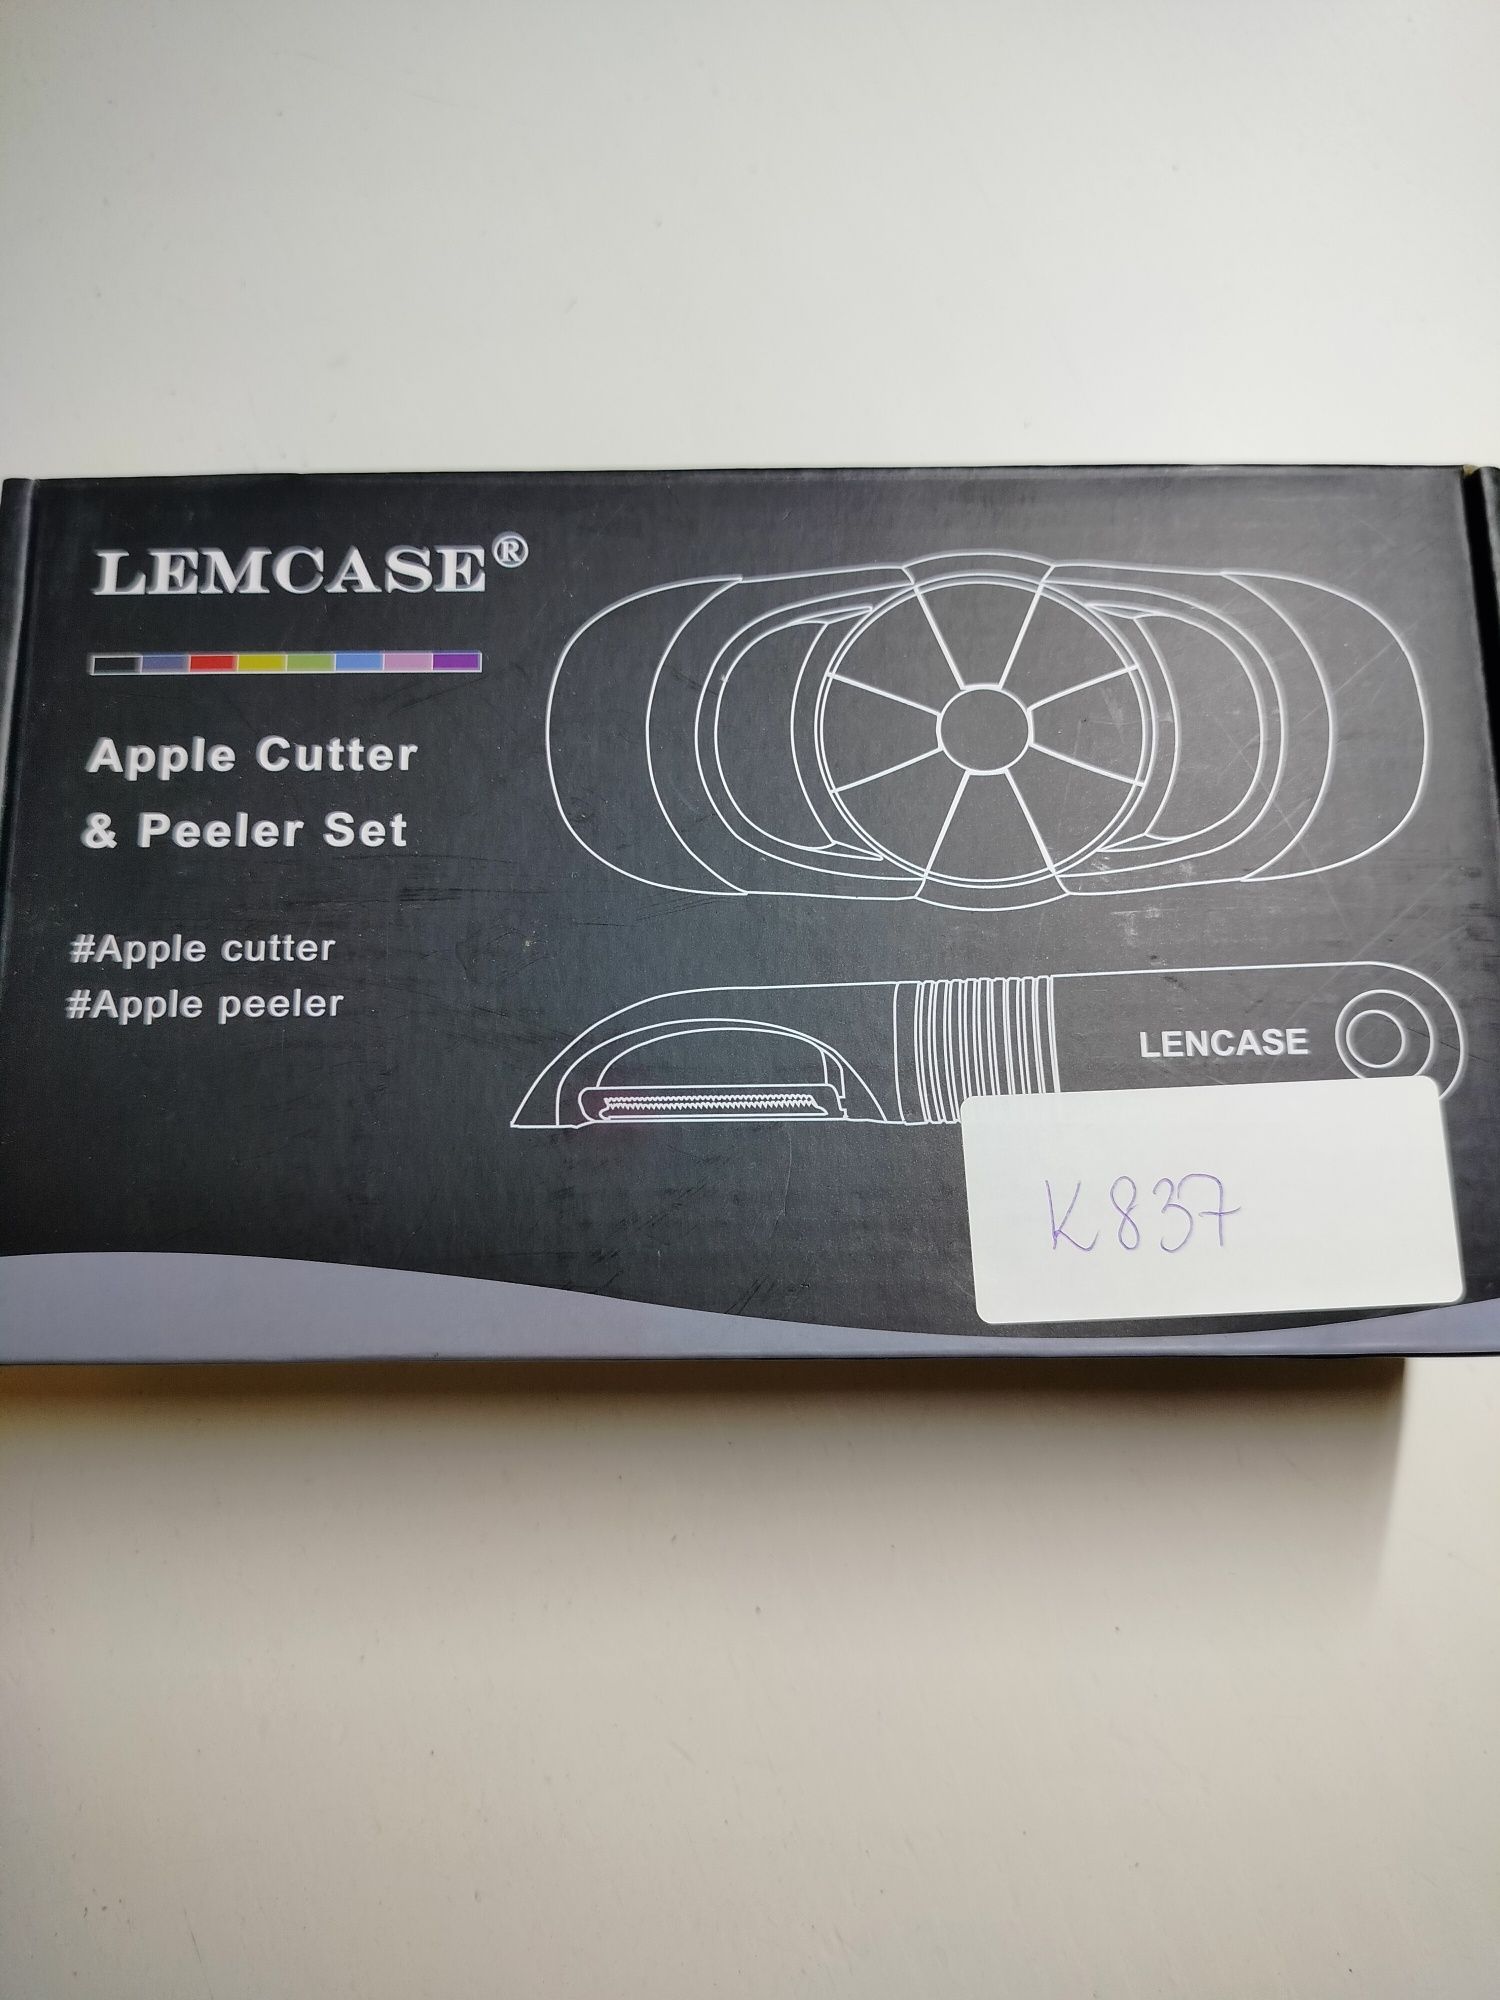 LEMCASE®
Apple Cutter
& Peeler Set
#Apple cutter
#Apple peeler
LENCASE
K837